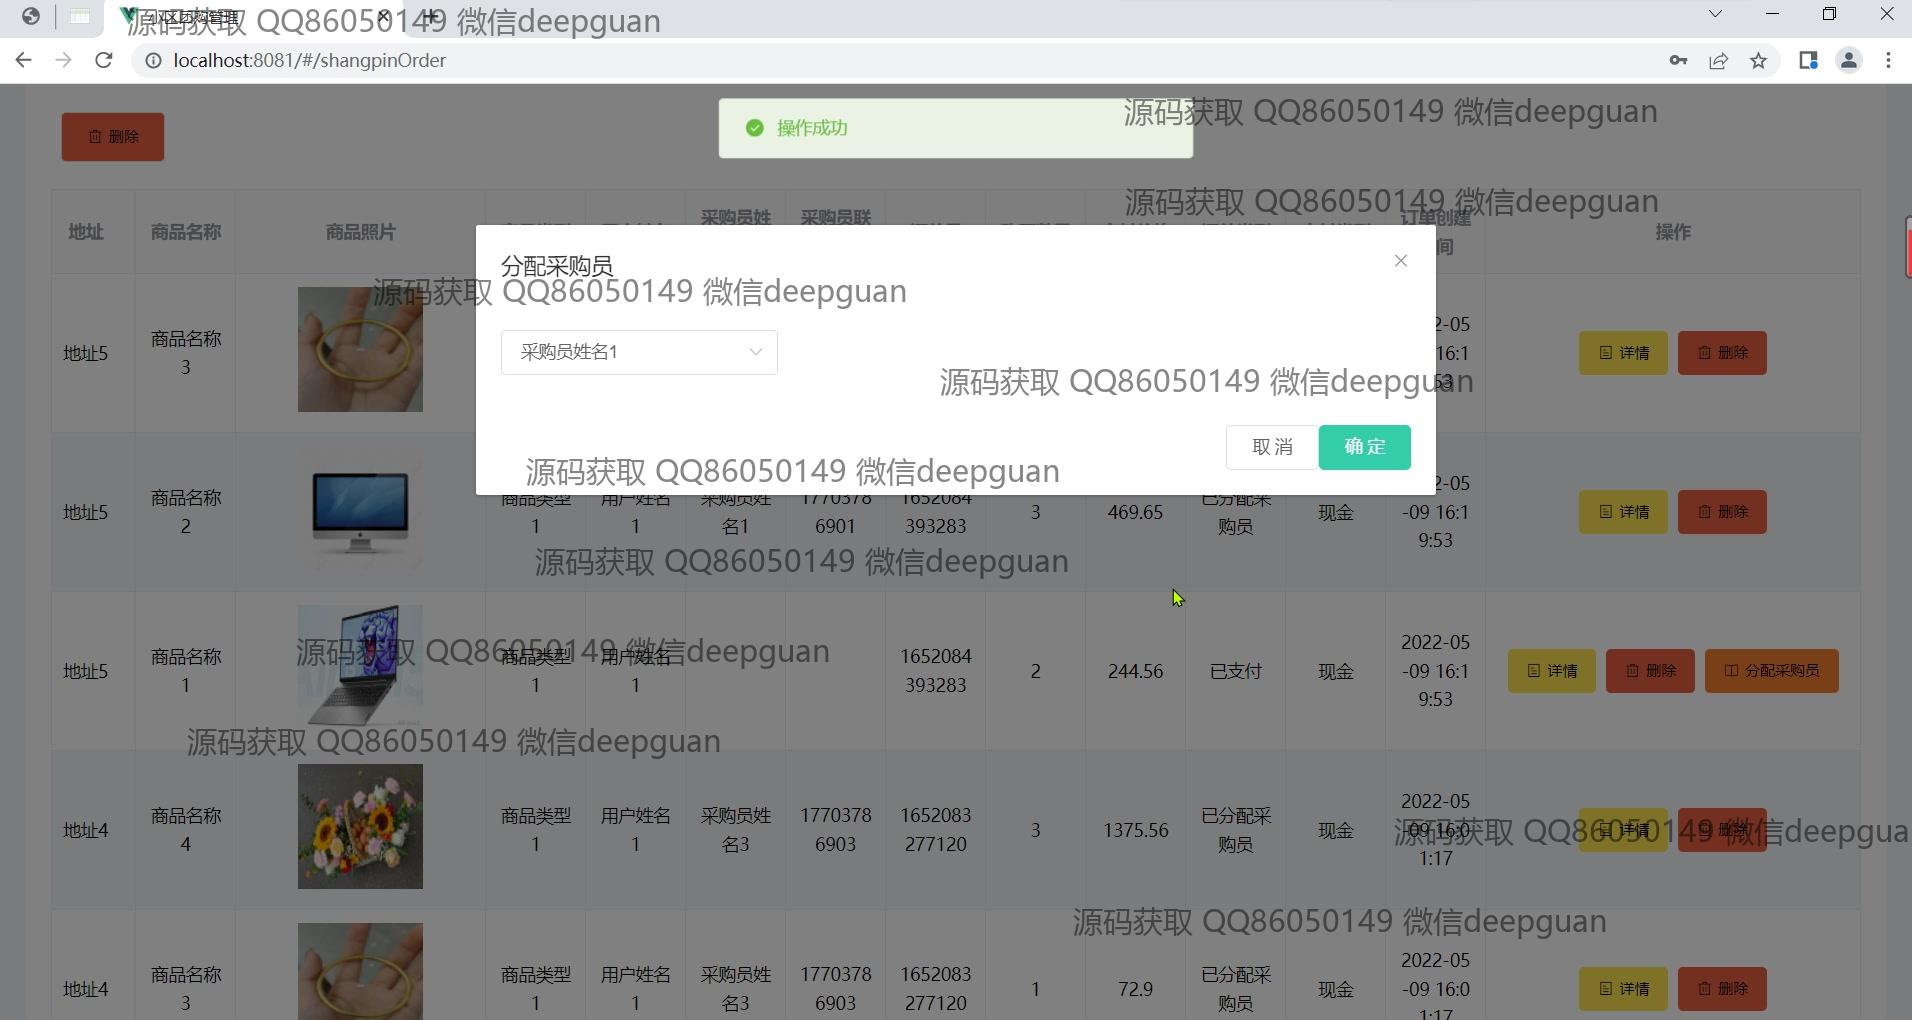 源码获取 QQ86050149 微信deepguan
localhost:8081/#/shangpinOrder
删除
操作成功
源码获取 QQ86050149 微信deepguan
源码获取 QQ86050149 微信deepguan
地址 商品名称 商品照片 采购员姓 采购员联 订单创建 操作
分配采购员
源码获取 QQ86050149 微信deepguan
地址5 商品名称 详情 删除
3
采购员姓名1
源码获取 QQ86050149 微信deepguan
取消 确定
源码获取 QQ86050149 微信deepguan
地址5 商品名称 商品类型 用户姓名 采购员姓 1770378 1652084 3 469.65 已分配采 现金 -09 16:1 详情 删除
2 1 1 名1 6901 393283 购员 9:53
源码获取 QQ86050149 微信deepguan
地址5 商品名称 商品类型 用户姓名 1652084 2 244.56 已支付 现金 2022-05 详情 删除 分配采购员
1 1 1 393283 -09 16:1
9:53
源码获取 QQ86050149 微信deepguan
源码获取 QQ86050149 微信deepguan
地址4 商品名称 商品类型 用户姓名 采购员姓 1770378 1652083 3 1375.56 已分配采 现金 2022-05 详情 删除
4 1 1 名3 6903 277120 购员 -09 16:0
1:17
源码获取 QQ86050149 微信deepgua
源码获取 QQ86050149 微信deepguan
地址4 商品名称 商品类型 用户姓名 采购员姓 1770378 1652083 1 72.9 已分配采 现金 2022-05 详情 删除
3 1 1 名3 6903 277120 购员 -09 16:0
1:17